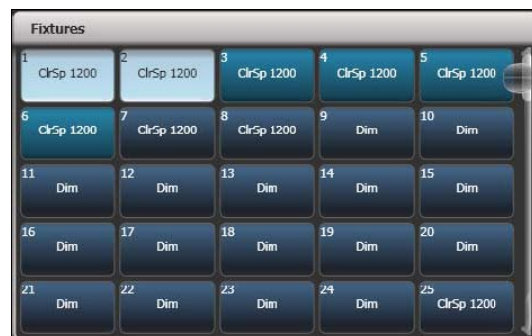 Fixtures
1 2 3 4 5
ClrSp 1200 ClrSp 1200 ClrSp 1200 ClrSp 1200 ClrSp 1200
6 7 8 9 10
ClrSp 1200 ClrSp 1200 ClrSp 1200 Dim Dim
11 12 13 14 15
Dim Dim Dim Dim Dim
16 17 18 19 20
Dim Dim Dim Dim Dim
21 22 23 24 25
Dim Dim Dim Dim ClrSp 1200